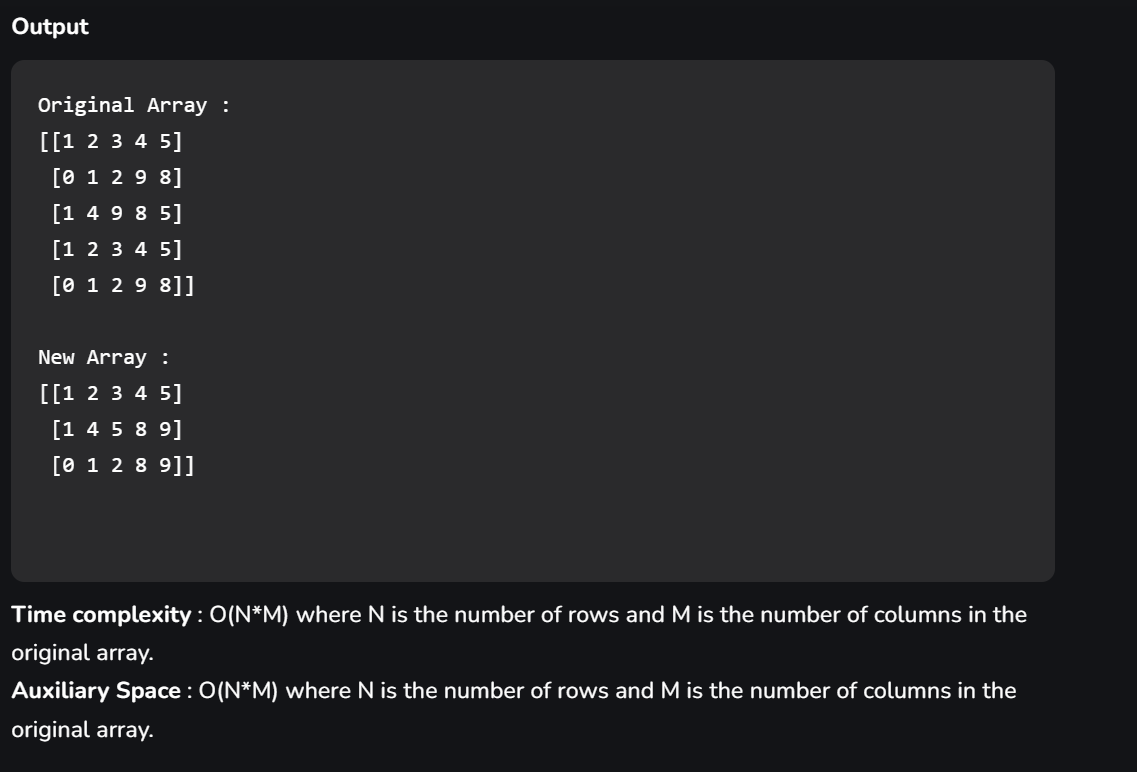 Output
Original Array :
[[1 2 3 4 5]
 [0 1 2 9 8]
 [1 4 9 8 5]
 [1 2 3 4 5]
 [0 1 2 9 8]]
New Array :
[[1 2 3 4 5]
 [1 4 5 8 9]
 [0 1 2 8 9]]
Time complexity : O(N*M) where N is the number of rows and M is the number of columns in the
original array.
Auxiliary Space : O(N*M) where N is the number of rows and M is the number of columns in the
original array.